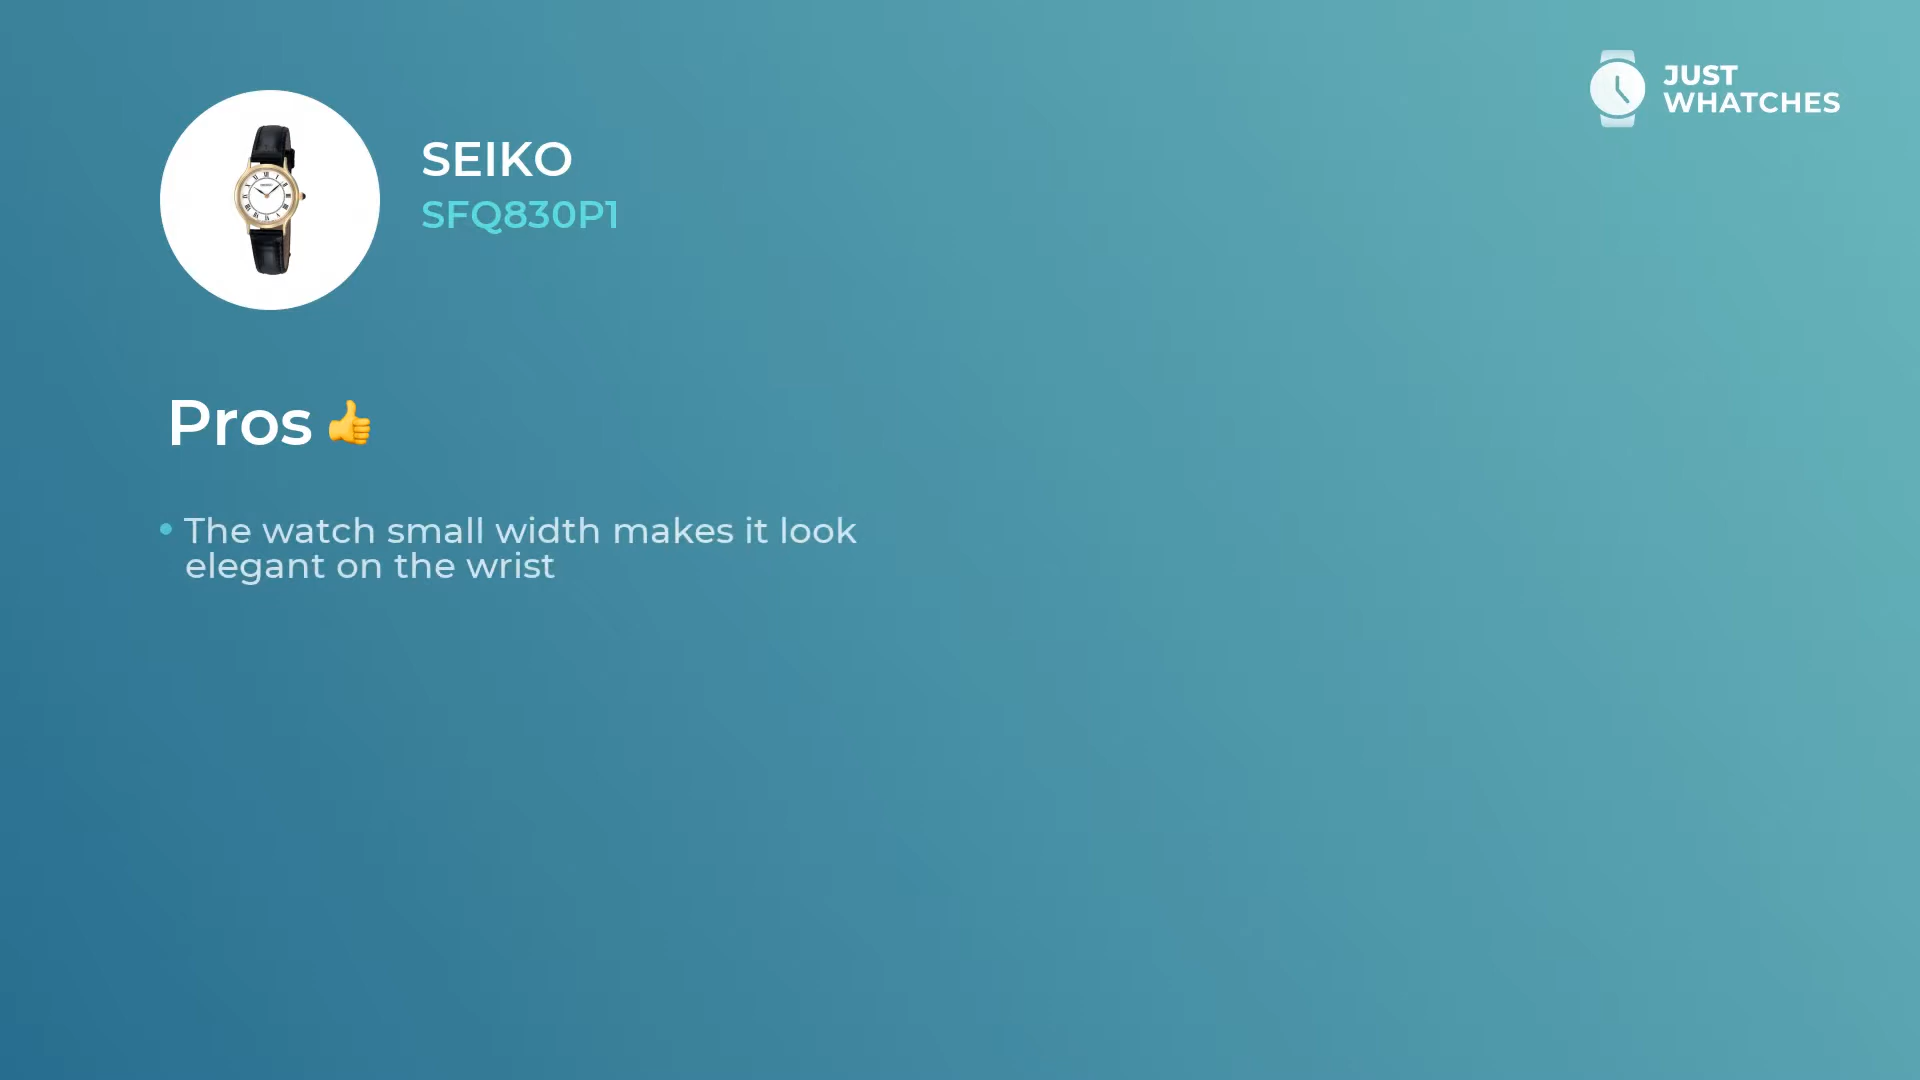 JUST
WHATCHES
SEIKO
SFQ830P1
Pros 👍
• The watch small width makes it look
elegant on the wrist